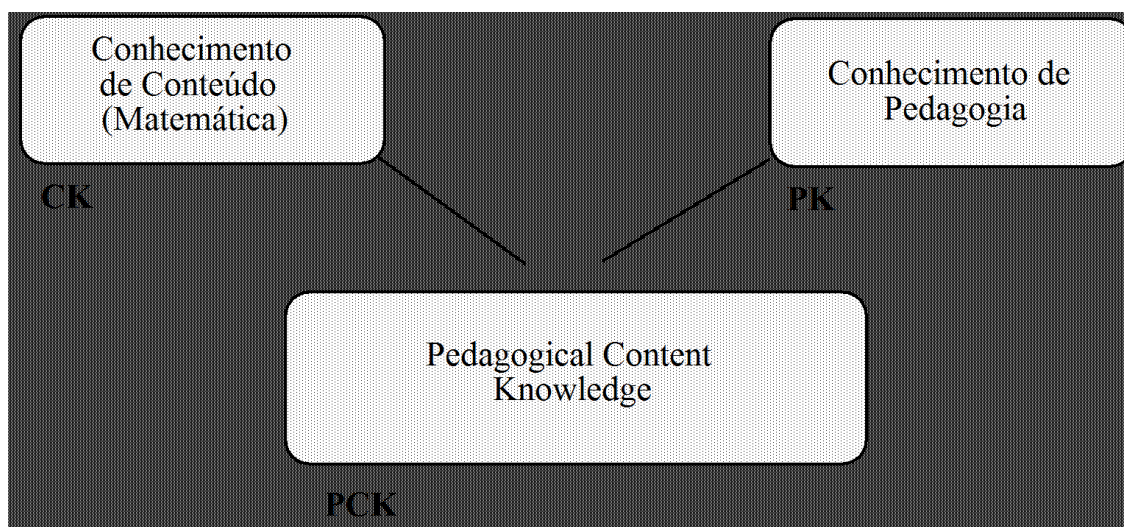 Conhecimento
de Conteúdo
(Matemática)
CK
Conhecimento de
Pedagogia
PK
Pedagogical Content
Knowledge
PCK